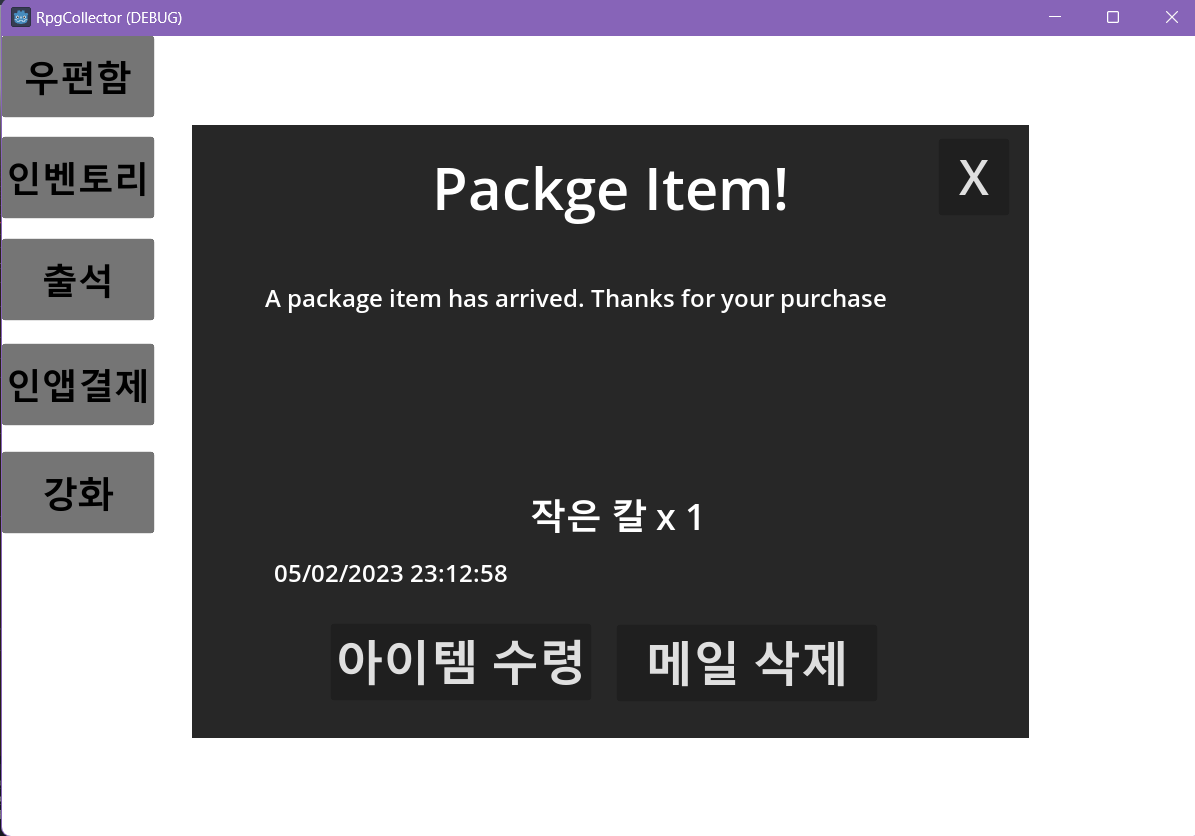 RpgCollector (DEBUG)
우편함
인벤토리
출석
인앱결제
강화
Packge Item!
X
A package item has arrived. Thanks for your purchase
작은 칼 x 1
05/02/2023 23:12:58
아이템 수령
메일 삭제